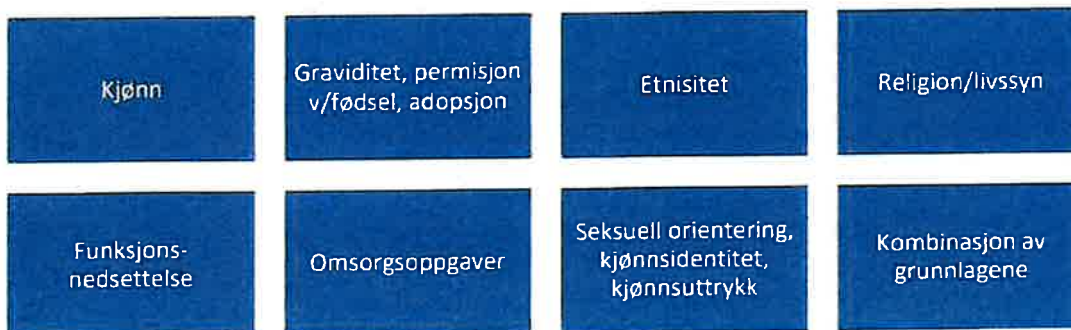 Kjønn
Graviditet, permisjon
v/fødsel, adopsjon
Etnisitet
Religion/livssyn
Funksjons-
nedsettelse
Omsorgsoppgaver
Seksuell orientering,
kjønnsidentitet,
kjønnsuttrykk
Kombinasjon av
grunnlagene